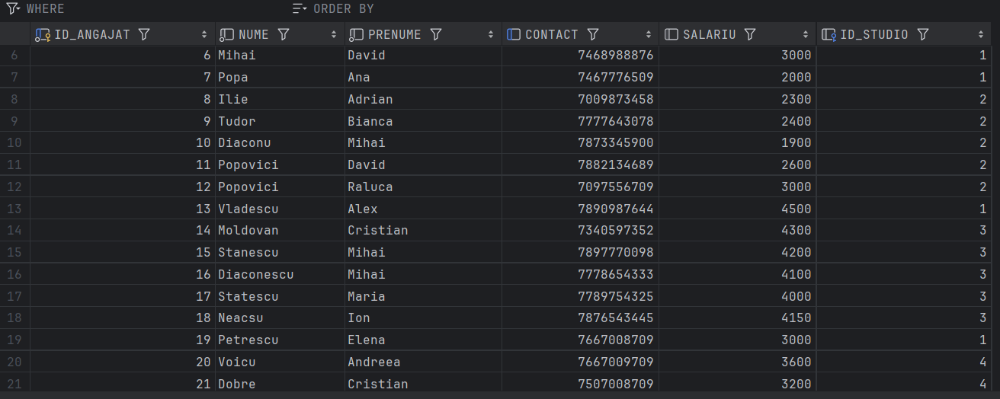 WHERE ORDER BY
ID_ANGAJAT NUME PRENUME CONTACT SALARIU ID_STUDIO
6 6 Mihai David 7468988876 3000 1
7 7 Popa Ana 7467776509 2000 1
8 8 Ilie Adrian 7009873458 2300 2
9 9 Tudor Bianca 7777643078 2400 2
10 10 Diaconu Mihai 7873345900 1900 2
11 11 Popovici David 7882134689 2600 2
12 12 Popovici Raluca 7097556709 3000 2
13 13 Vladescu Alex 7890987644 4500 1
14 14 Moldovan Cristian 7340597352 4300 3
15 15 Stanescu Mihai 7897770098 4200 3
16 16 Diaconescu Mihai 7778654333 4100 3
17 17 Statescu Maria 7789754325 4000 3
18 18 Neacsu Ion 7876543445 4150 3
19 19 Petrescu Elena 7667008709 3000 1
20 20 Voicu Andreea 7667009709 3600 4
21 21 Dobre Cristian 7507008709 3200 4